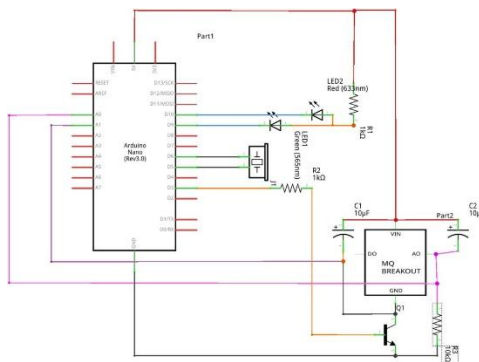 Part1
LED2
Red (633nm)
R1
1kΩ
LED1
Green (565nm)
RESET
AREF
A0
A1
A2
A3
A4
A5
A6
A7
Arduino
Nano
(Rev3.0)
D13/SCK
D12/MISO
D11/MOSI
D10
D9
D8
D7
D6
D5
D4
D3
D2
D1/TX
D0/RX
GND
J1
R2
1kΩ
C1
10µF
Part2
C2
10µ
VIN
DO
AO
MQ
BREAKOUT
GND
Q1
R3
10kΩ